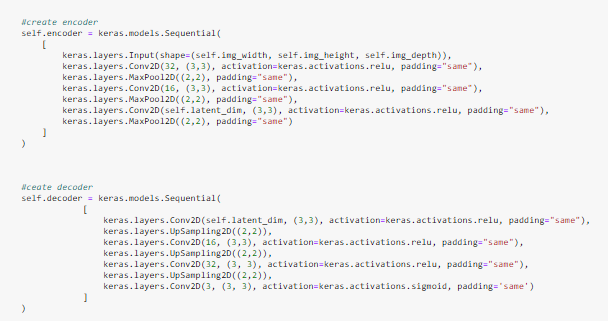 #create encoder
self.encoder = keras.models.Sequential(
[
keras.layers.Input(shape=(self.img_width, self.img_height, self.img_depth)),
keras.layers.Conv2D(32, (3,3), activation=keras.activations.relu, padding="same"),
keras.layers.MaxPool2D((2,2), padding="same"),
keras.layers.Conv2D(16, (3,3), activation=keras.activations.relu, padding="same"),
keras.layers.MaxPool2D((2,2), padding="same"),
keras.layers.Conv2D(self.latent_dim, (3,3), activation=keras.activations.relu, padding="same"),
keras.layers.MaxPool2D((2,2), padding="same")
]
)
#ceate decoder
self.decoder = keras.models.Sequential(
[
keras.layers.Conv2D(self.latent_dim, (3,3), activation=keras.activations.relu, padding="same"),
keras.layers.UpSampling2D((2,2)),
keras.layers.Conv2D(16, (3,3), activation=keras.activations.relu, padding="same"),
keras.layers.UpSampling2D((2,2)),
keras.layers.Conv2D(32, (3, 3), activation=keras.activations.relu, padding="same"),
keras.layers.UpSampling2D((2,2)),
keras.layers.Conv2D(3, (3, 3), activation=keras.activations.sigmoid, padding='same')
]
)